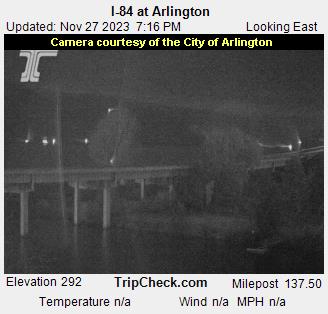 I-84 at Arlington
Updated: Nov 27 2023 7:16 PM Looking East
Camera courtesy of the City of Arlington
Elevation 292 TripCheck.com Milepost 137.50
Temperature n/a Wind n/a MPH n/a